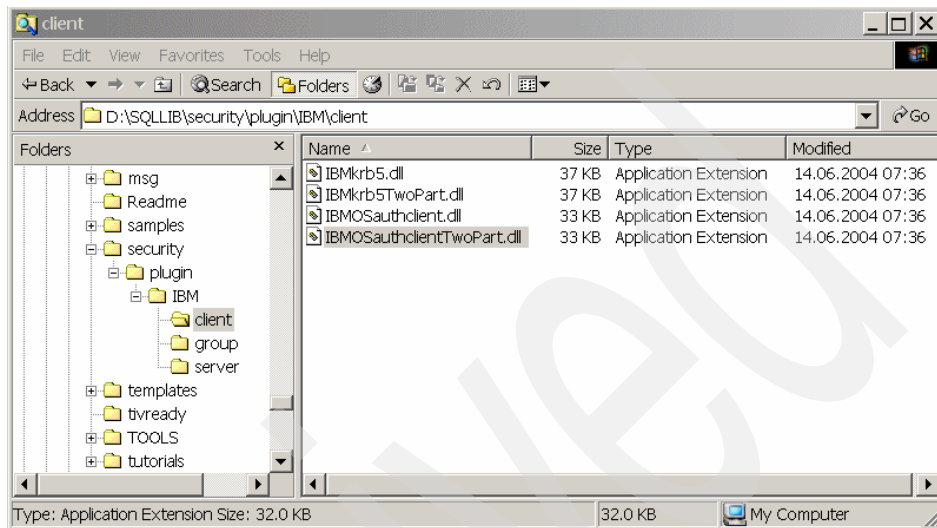 client
File Edit View Favorites Tools Help
Back Search Folders
Address D:\SQLLIB\security\plugin\IBM\client Go
Folders
Name Size Type Modified
IBMkrb5.dll 37 KB Application Extension 14.06.2004 07:36
IBMkrb5TwoPart.dll 37 KB Application Extension 14.06.2004 07:36
IBMOSauthclient.dll 33 KB Application Extension 14.06.2004 07:36
IBMOSauthclientTwoPart.dll 33 KB Application Extension 14.06.2004 07:36
msg
Readme
samples
security
plugin
IBM
client
group
server
templates
tivready
TOOLS
tutorials
Type: Application Extension Size: 32.0 KB 32.0 KB My Computer